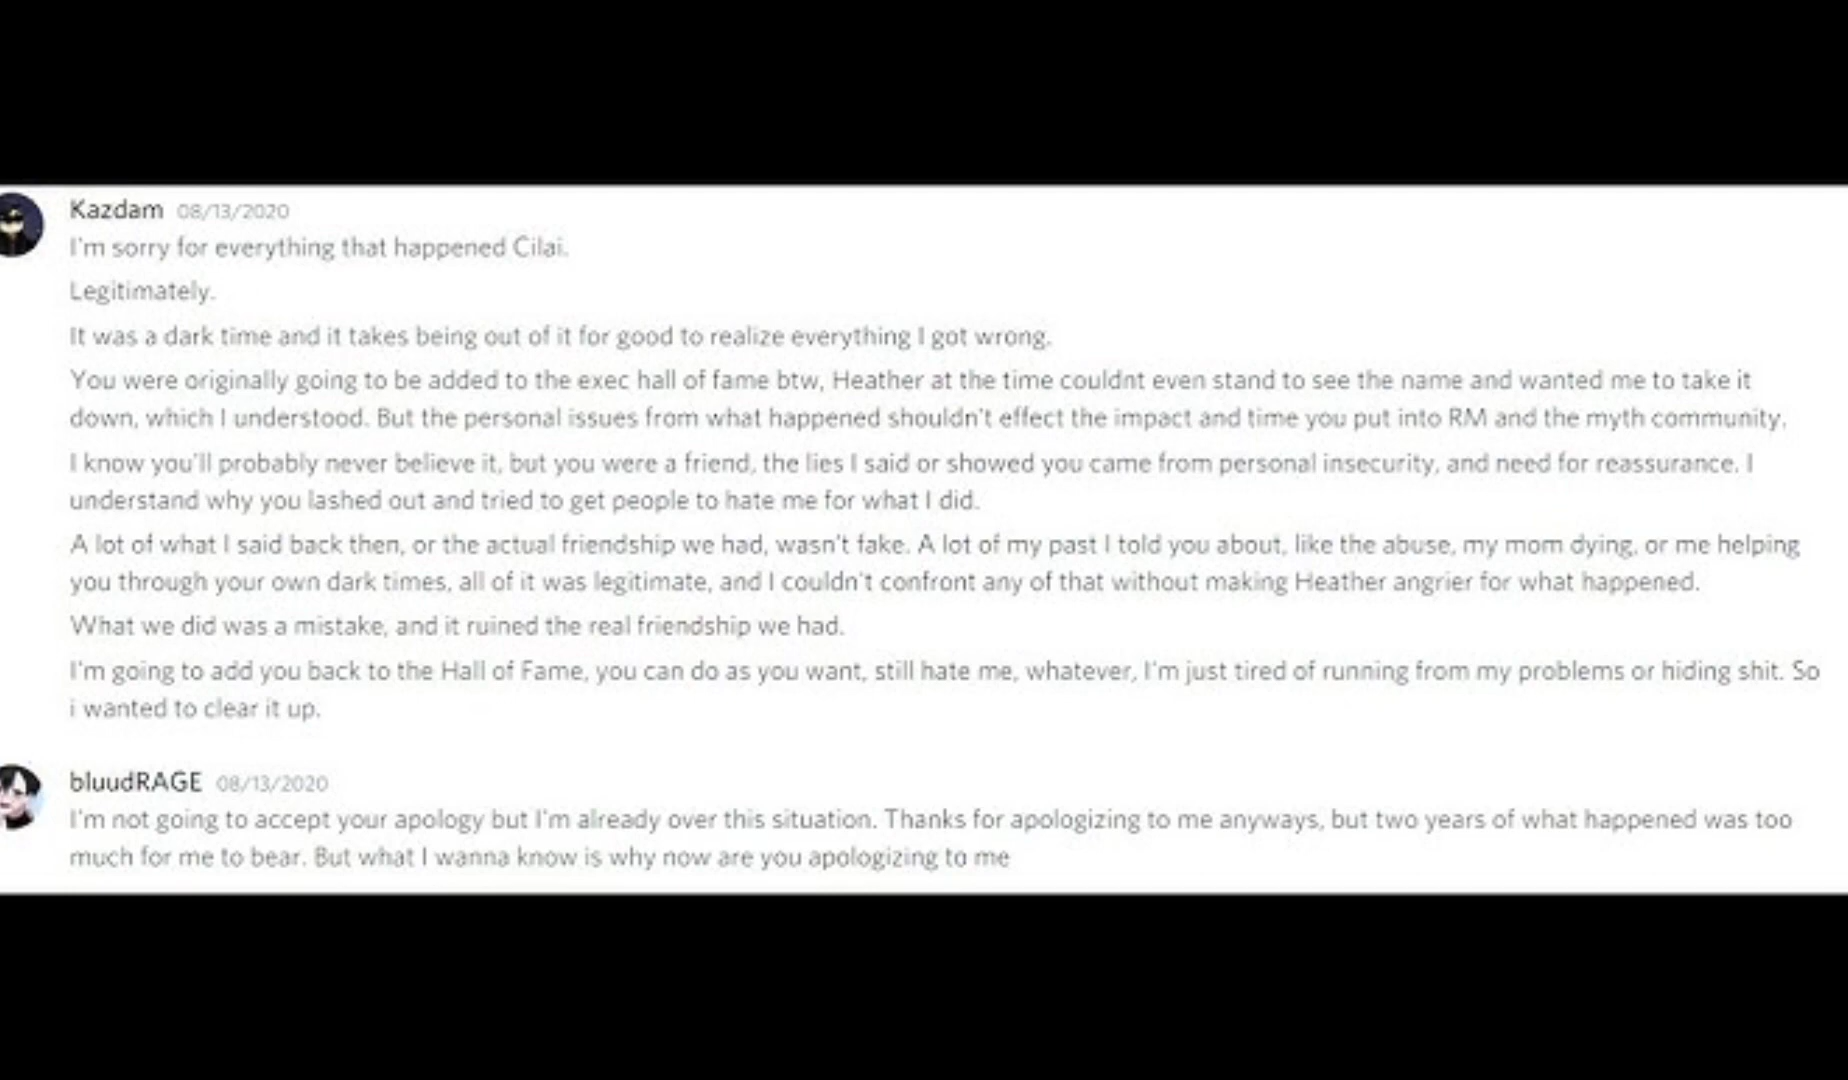 Kazdam 08/13/2020
I'm sorry for everything that happened Cilai.
Legitimately.
It was a dark time and it takes being out of it for good to realize everything I got wrong.
You were originally going to be added to the exec hall of fame btw, Heather at the time couldnt even stand to see the name and wanted me to take it
down, which I understood. But the personal issues from what happened shouldn't effect the impact and time you put into RM and the myth community.
I know you'll probably never believe it, but you were a friend, the lies I said or showed you came from personal insecurity, and need for reassurance. I
understand why you lashed out and tried to get people to hate me for what I did.
A lot of what I said back then, or the actual friendship we had, wasn't fake. A lot of my past I told you about, like the abuse, my mom dying, or me helping
you through your own dark times, all of it was legitimate, and I couldn't confront any of that without making Heather angrier for what happened.
What we did was a mistake, and it ruined the real friendship we had.
I'm going to add you back to the Hall of Fame, you can do as you want, still hate me, whatever, I'm just tired of running from my problems or hiding shit. So
i wanted to clear it up.
bluudRAGE 08/13/2020
I'm not going to accept your apology but I'm already over this situation. Thanks for apologizing to me anyways, but two years of what happened was too
much for me to bear. But what I wanna know is why now are you apologizing to me